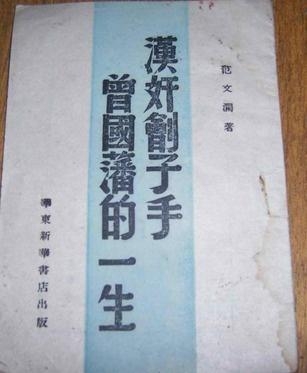 范文瀾著
漢奸劊子手
曾國藩的一生
華東新華書店出版